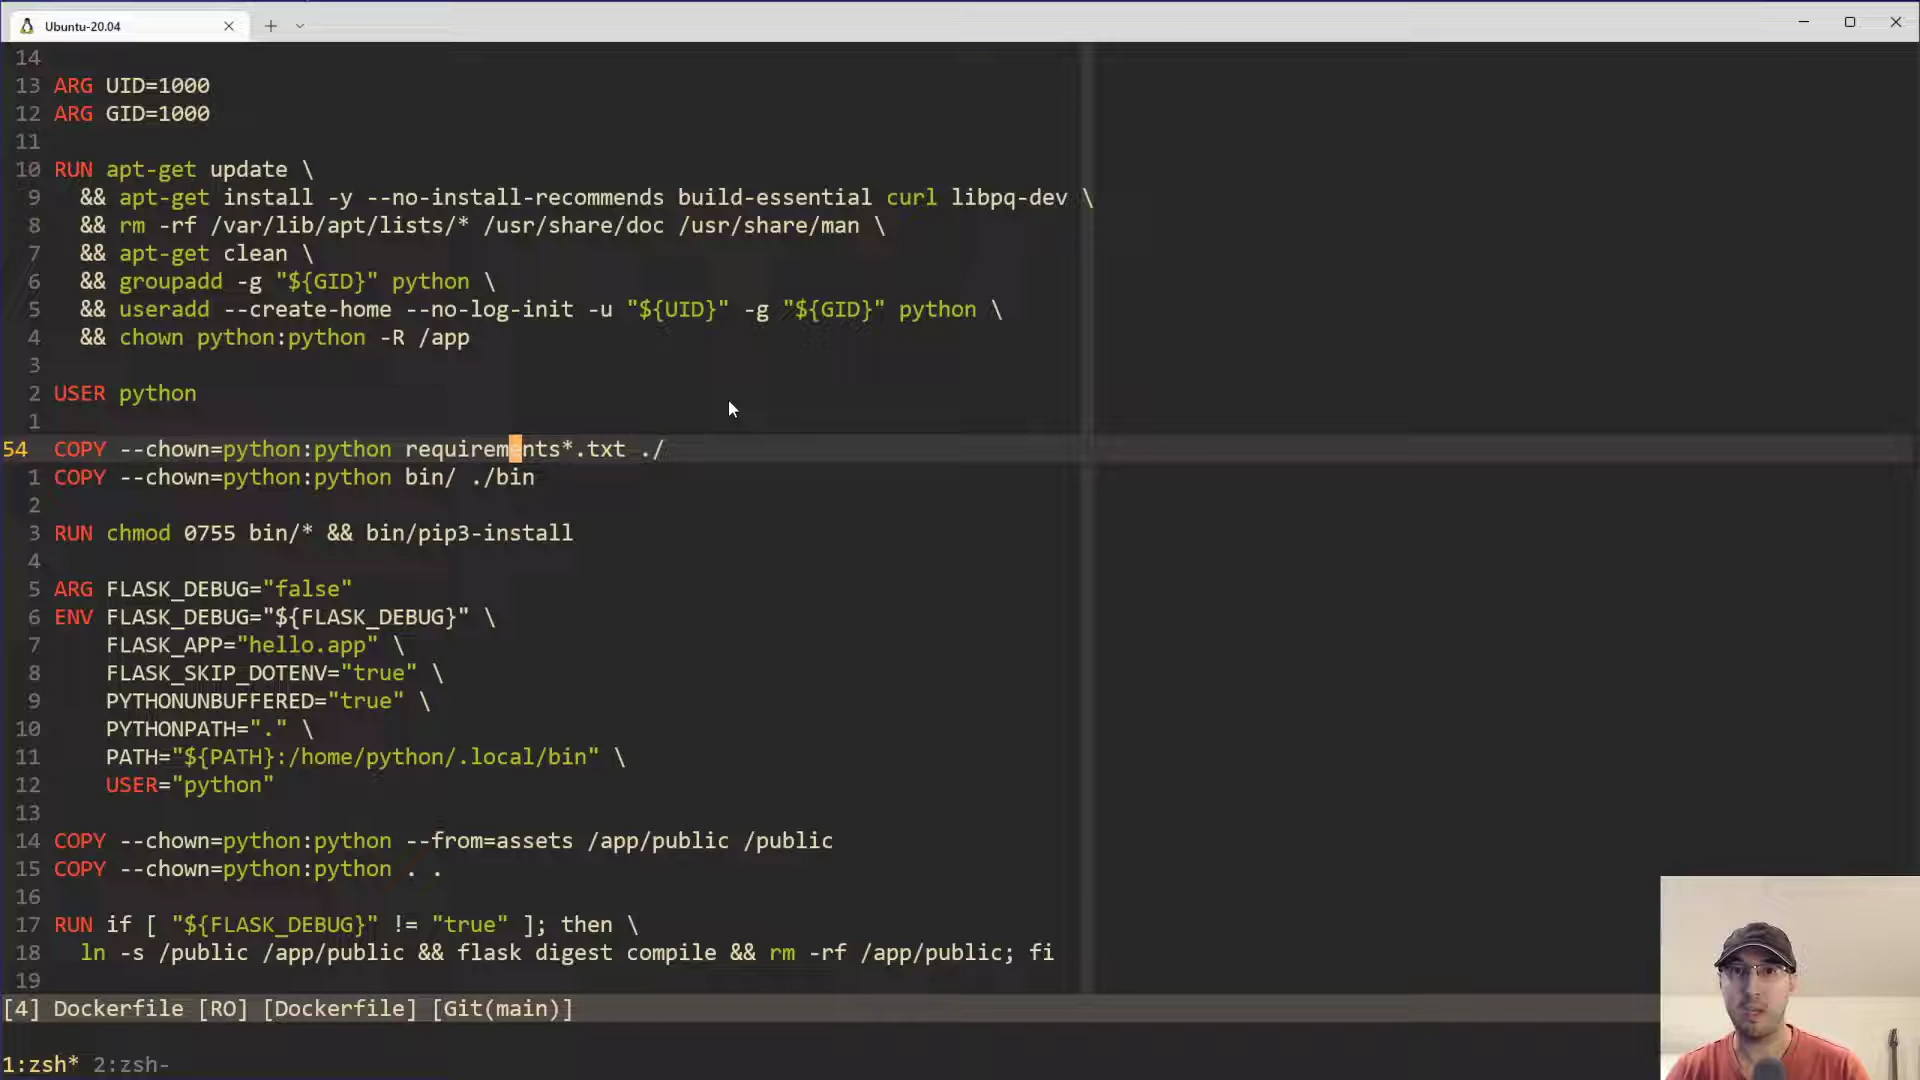 Ubuntu-20.04
14
13 ARG UID=1000
12 ARG GID=1000
11
10 RUN apt-get update \
9 && apt-get install -y --no-install-recommends build-essential curl libpq-dev \
8 && rm -rf /var/lib/apt/lists/* /usr/share/doc /usr/share/man \
7 && apt-get clean \
6 && groupadd -g "${GID}" python \
5 && useradd --create-home --no-log-init -u "${UID}" -g "${GID}" python \
4 && chown python:python -R /app
3
2 USER python
1
54 COPY --chown=python:python requirements*.txt ./
1 COPY --chown=python:python bin/ ./bin
2
3 RUN chmod 0755 bin/* && bin/pip3-install
4
5 ARG FLASK_DEBUG="false"
6 ENV FLASK_DEBUG="${FLASK_DEBUG}" \
7 FLASK_APP="hello.app" \
8 FLASK_SKIP_DOTENV="true" \
9 PYTHONUNBUFFERED="true" \
10 PYTHONPATH="." \
11 PATH="${PATH}:/home/python/.local/bin" \
12 USER="python"
13
14 COPY --chown=python:python --from=assets /app/public /public
15 COPY --chown=python:python . .
16
17 RUN if [ "${FLASK_DEBUG}" != "true" ]; then \
18 ln -s /public /app/public && flask digest compile && rm -rf /app/public; fi
19
[4] Dockerfile [RO] [Dockerfile] [Git(main)]
1:zsh* 2:zsh-